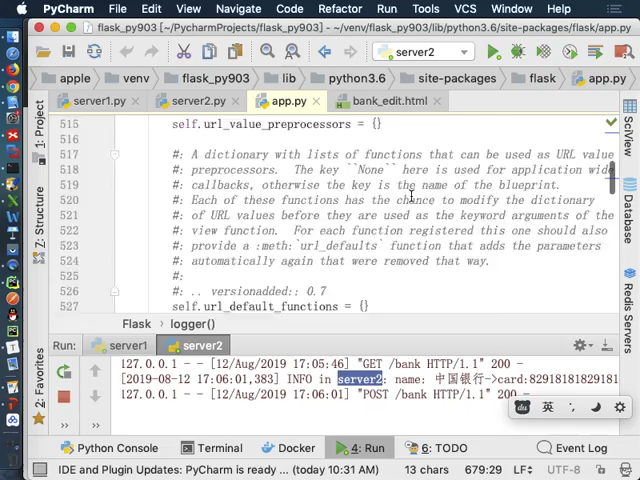 PyCharm File Edit View Navigate Code Refactor Run Tools VCS Window Help
flask_py903 [~/PycharmProjects/flask_py903] - ~/flask_py903/lib/python3.6/site-packages/flask/app.py
server2
apple venv flask_py903 lib python3.6 site-packages flask app.py
server1.py server2.py app.py bank_edit.html
515 self.url_value_preprocessors = {}
516
517 #: A dictionary with lists of functions that can be used as URL value
518 #: preprocessors. The key ``None`` here is used for application wide
519 #: callbacks, otherwise the key is the name of the blueprint.
520 #: Each of these functions has the chance to modify the dictionary
521 #: of URL values before they are used as the keyword arguments of the
522 #: view function. For each function registered this one should also
523 #: provide a :meth:`url_defaults` function that adds the parameters
524 #: automatically again that were removed that way.
525 #:
526 #: .. versionadded:: 0.7
527 self.url_default_functions = {}
Flask logger()
1: Project
Z: Structure
2: Favorites
SciView
Database
Redis Servers
Run: server1 server2
127.0.0.1 - - [12/Aug/2019 17:05:46] "GET /bank HTTP/1.1" 200 -
[2019-08-12 17:06:01,383] INFO in server2: name: 中国银行->card:82918181829181
127.0.0.1 - - [12/Aug/2019 17:06:01] "POST /bank HTTP/1.1" 200 -
du 英
Python Console Terminal Docker 4: Run 6: TODO Event Log
IDE and Plugin Updates: PyCharm is ready ... (today 10:31 AM) 13 chars 679:29 LF UTF-8